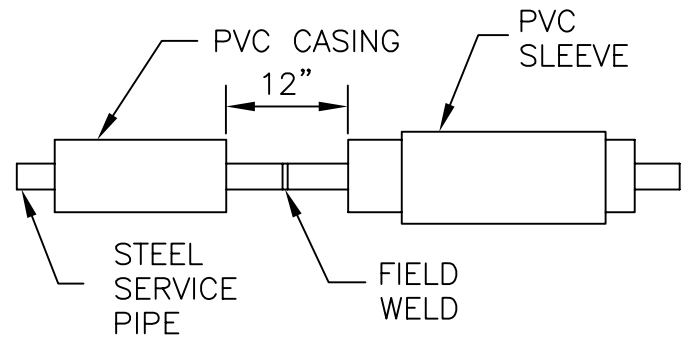 PVC CASING
12”
PVC
SLEEVE
STEEL
SERVICE
PIPE
FIELD
WELD